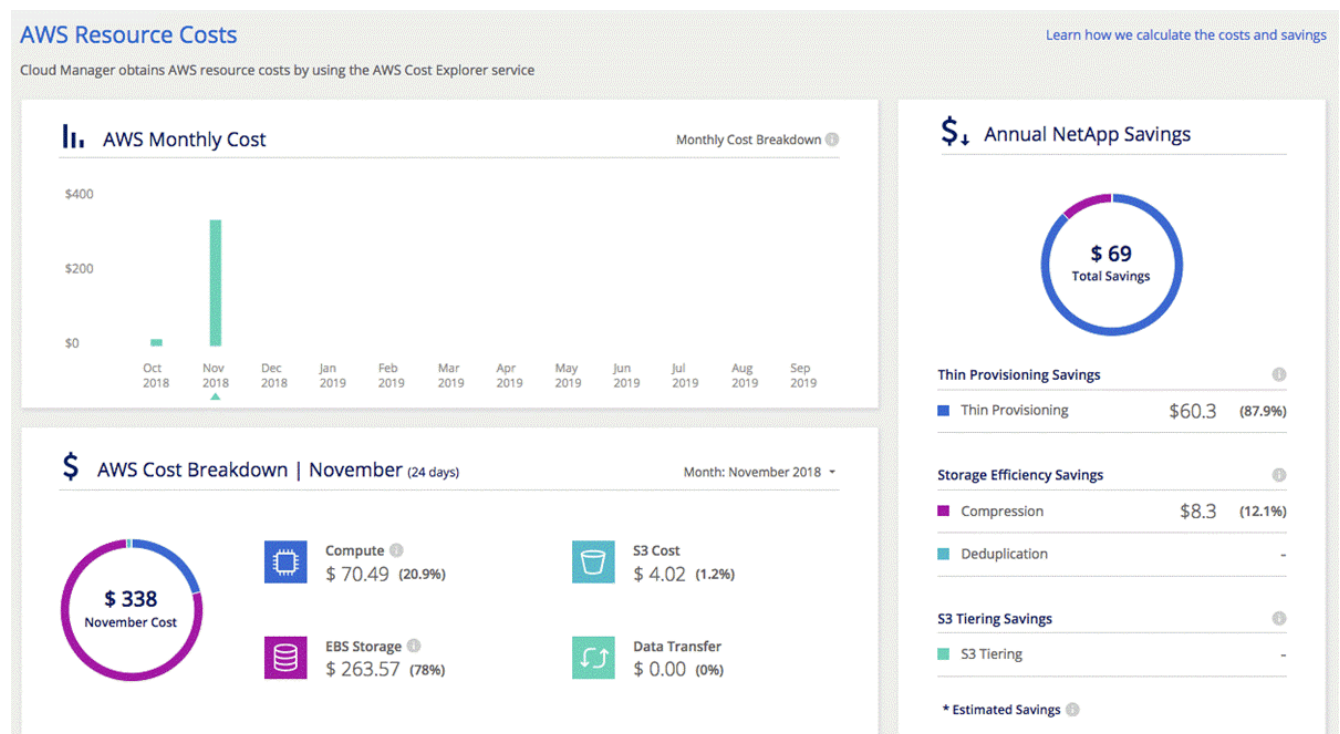 AWS Resource Costs
Learn how we calculate the costs and savings
Cloud Manager obtains AWS resource costs by using the AWS Cost Explorer service
AWS Monthly Cost
Monthly Cost Breakdown
$400
$200
$0
Oct Nov Dec Jan Feb Mar Apr May Jun Jul Aug Sep
2018 2018 2018 2019 2019 2019 2019 2019 2019 2019 2019 2019
AWS Cost Breakdown | November (24 days)
Month: November 2018
$ 338
November Cost
Compute
$ 70.49 (20.9%)
S3 Cost
$ 4.02 (1.2%)
EBS Storage
$ 263.57 (78%)
Data Transfer
$ 0.00 (0%)
Annual NetApp Savings
$ 69
Total Savings
Thin Provisioning Savings
Thin Provisioning $60.3 (87.9%)
Storage Efficiency Savings
Compression $8.3 (12.1%)
Deduplication -
S3 Tiering Savings
S3 Tiering -
* Estimated Savings